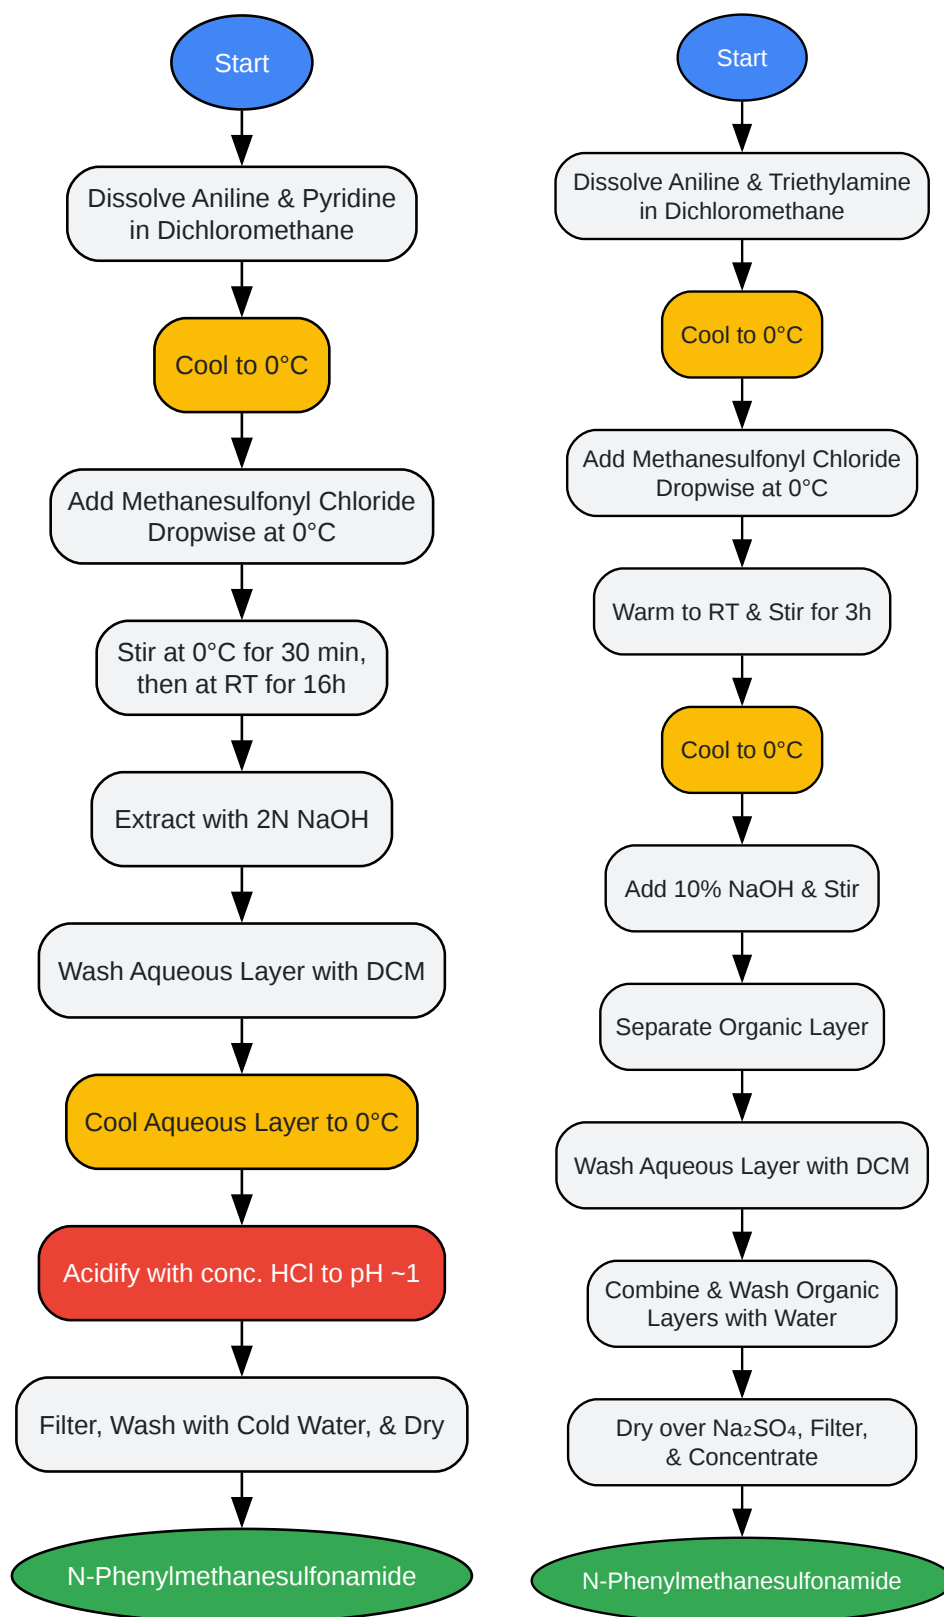 Start
Dissolve Aniline & Pyridine
in Dichloromethane
Cool to 0°C
Add Methanesulfonyl Chloride
Dropwise at 0°C
Stir at 0°C for 30 min,
then at RT for 16h
Extract with 2N NaOH
Wash Aqueous Layer with DCM
Cool Aqueous Layer to 0°C
Acidify with conc. HCl to pH ~1
Filter, Wash with Cold Water, & Dry
N-Phenylmethanesulfonamide
Start
Dissolve Aniline & Triethylamine
in Dichloromethane
Cool to 0°C
Add Methanesulfonyl Chloride
Dropwise at 0°C
Warm to RT & Stir for 3h
Cool to 0°C
Add 10% NaOH & Stir
Separate Organic Layer
Wash Aqueous Layer with DCM
Combine & Wash Organic
Layers with Water
Dry over Na₂SO₄, Filter,
& Concentrate
N-Phenylmethanesulfonamide